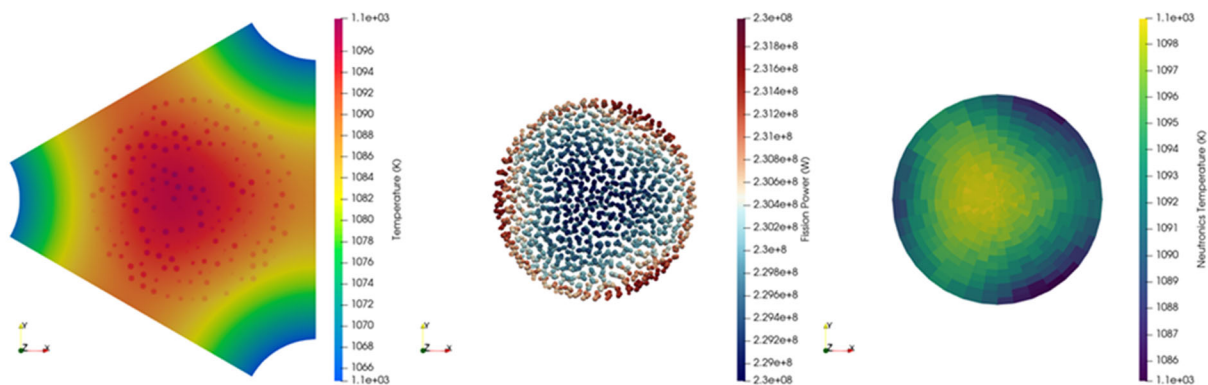 1.1e+03
1096
1094
1092
1090
1088
1086
1084
1082
1080
1078
1076
1074
1072
1070
1068
1066
1.1e+03
Temperature (K)
Y
Z
X
2.3e+08
2.318e+8
2.316e+8
2.314e+8
2.312e+8
2.31e+8
2.308e+8
2.306e+8
2.304e+8
2.302e+8
2.3e+8
2.298e+8
2.296e+8
2.294e+8
2.292e+8
2.29e+8
2.3e+08
Fission Power (W)
Y
Z
X
1.1e+03
1098
1097
1096
1095
1094
1093
1092
1091
1090
1089
1088
1087
1086
1.1e+03
Neutronics Temperature (K)
Y
Z
X